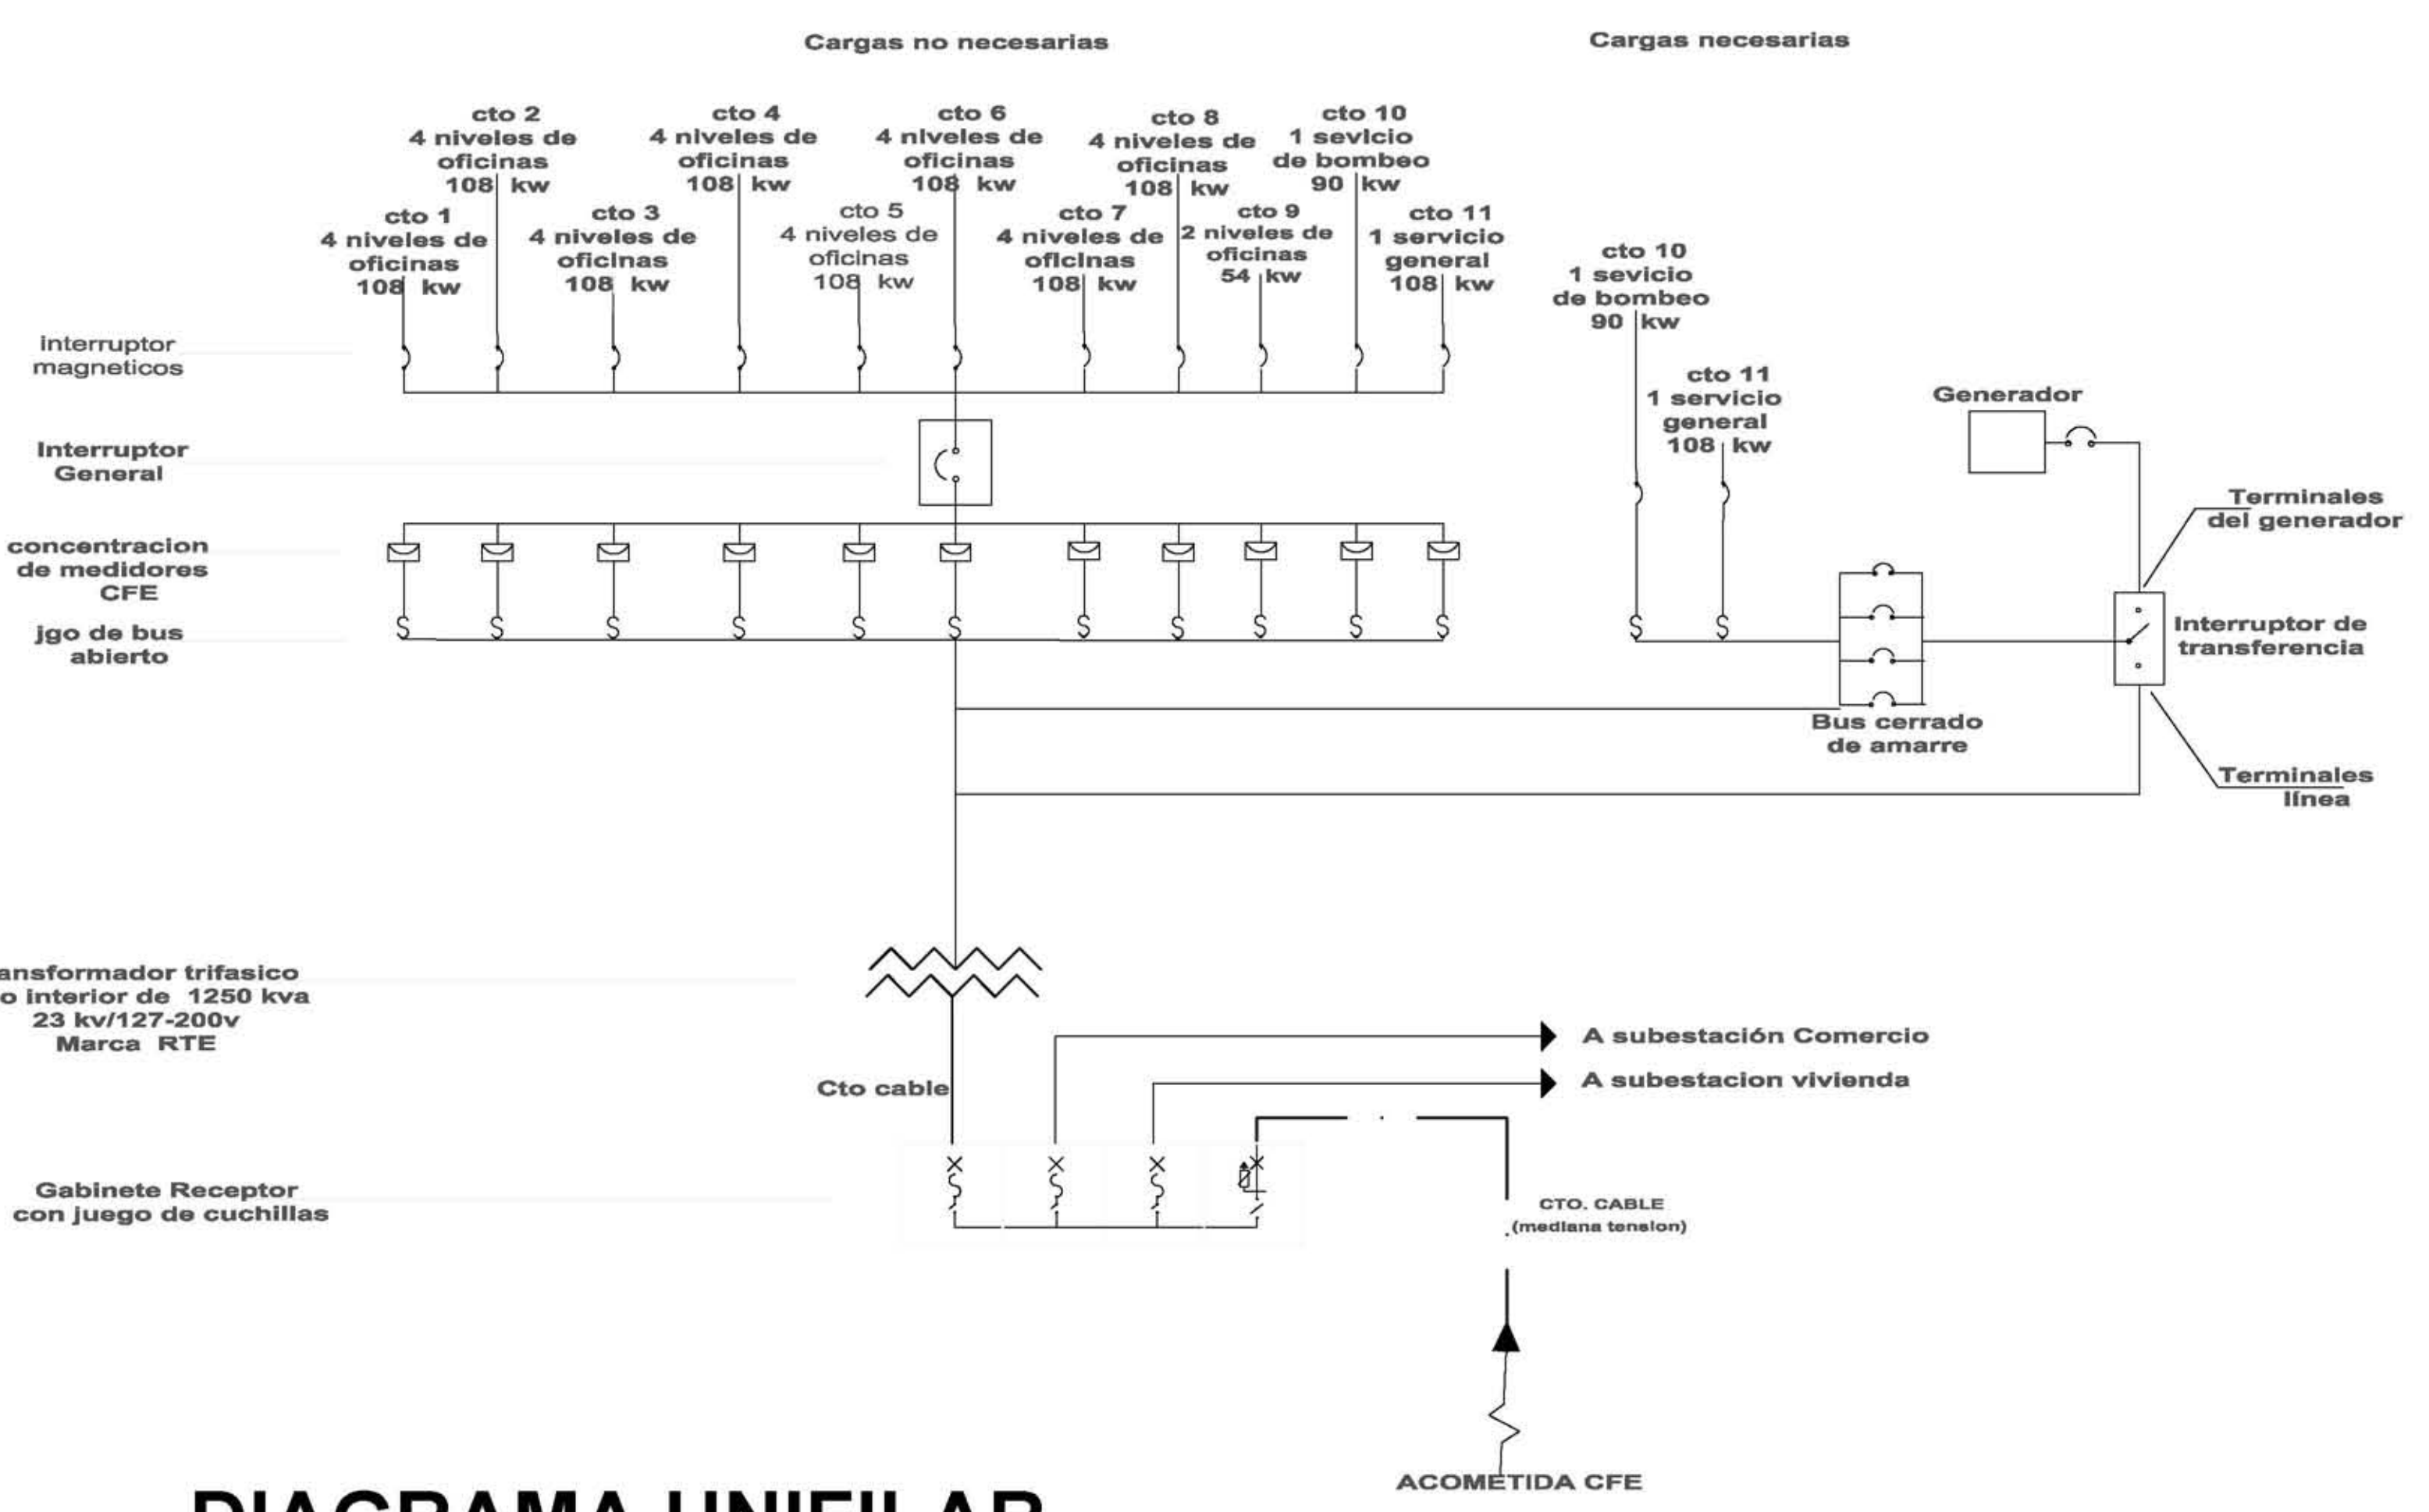 Cargas no necesarias
Cargas necesarias
cto 2
4 niveles de
oficinas
108 kw
cto 4
4 niveles de
oficinas
108 kw
cto 6
4 niveles de
oficinas
108 kw
cto 8
4 niveles de
oficinas
108 kw
cto 10
1 sevicio
de bombeo
90 kw
cto 1
4 niveles de
oficinas
108 kw
cto 3
4 niveles de
oficinas
108 kw
cto 5
4 niveles de
oficinas
108 kw
cto 7
4 niveles de
oficinas
108 kw
cto 9
2 niveles de
oficinas
54 kw
cto 11
1 servicio
general
108 kw
cto 10
1 sevicio
de bombeo
90 kw
cto 11
1 servicio
general
108 kw
interruptor
magneticos
Generador
Interruptor
General
Terminales
del generador
concentracion
de medidores
CFE
jgo de bus
abierto
Interruptor de
transferencia
Bus cerrado
de amarre
Terminales
línea
ansformador trifasico
o interior de 1250 kva
23 kv/127-200v
Marca RTE
A subestación Comercio
A subestacion vivienda
Cto cable
Gabinete Receptor
con juego de cuchillas
CTO. CABLE
(mediana tension)
ACOMETIDA CFE
DIAGRAMA UNIFILAR